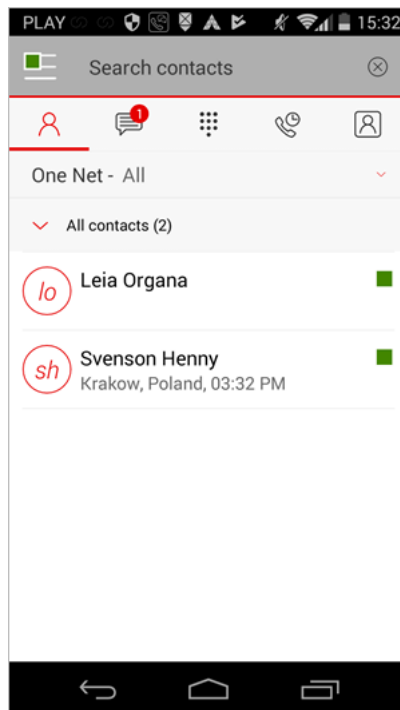 PLAY 15:32
Search contacts
1
One Net - All
All contacts (2)
lo Leia Organa
sh Svenson Henny
Krakow, Poland, 03:32 PM